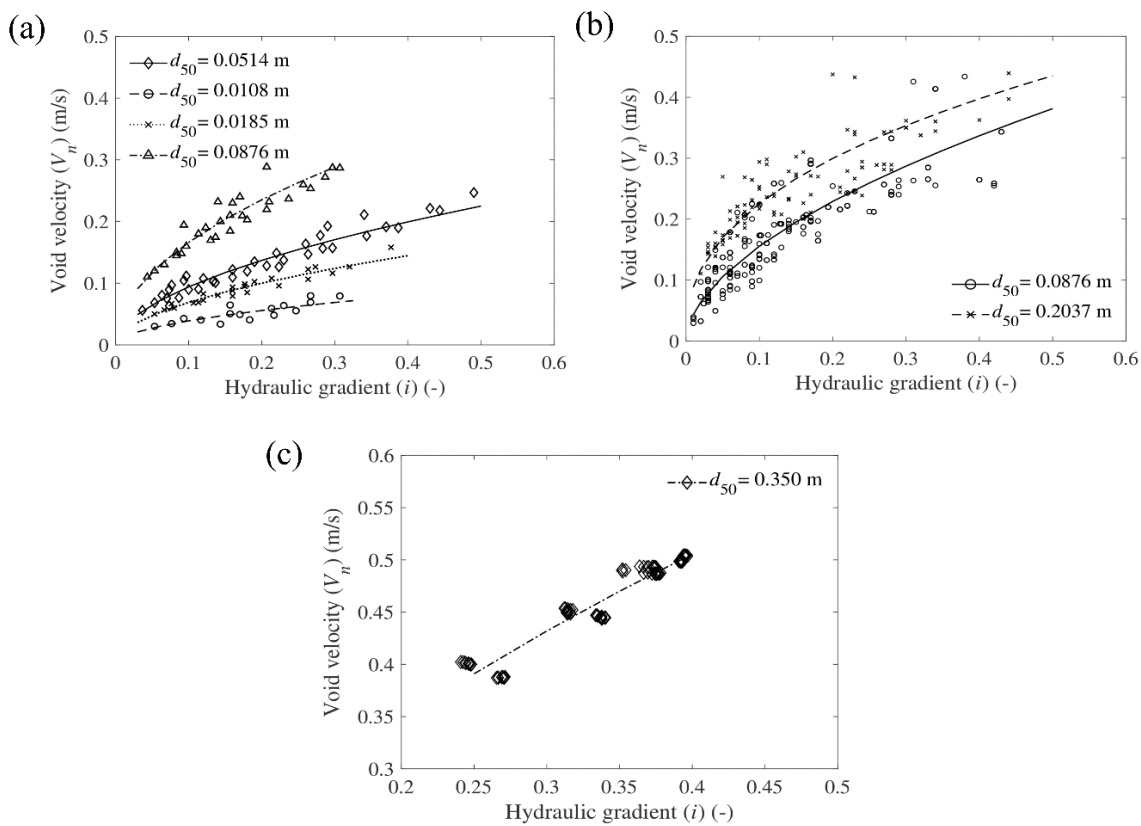 (a)
0.5
0.4
0.3
0.2
0.1
0
Void velocity (Vn) (m/s)
d50= 0.0514 m
d50= 0.0108 m
d50= 0.0185 m
d50= 0.0876 m
0 0.1 0.2 0.3 0.4 0.5 0.6
Hydraulic gradient (i) (-)
(b)
0.5
0.4
0.3
0.2
0.1
0
Void velocity (Vn) (m/s)
d50= 0.0876 m
d50= 0.2037 m
0 0.1 0.2 0.3 0.4 0.5 0.6
Hydraulic gradient (i) (-)
(c)
0.6
0.55
0.5
0.45
0.4
0.35
0.3
Void velocity (Vn) (m/s)
d50= 0.350 m
0.2 0.25 0.3 0.35 0.4 0.45 0.5
Hydraulic gradient (i) (-)